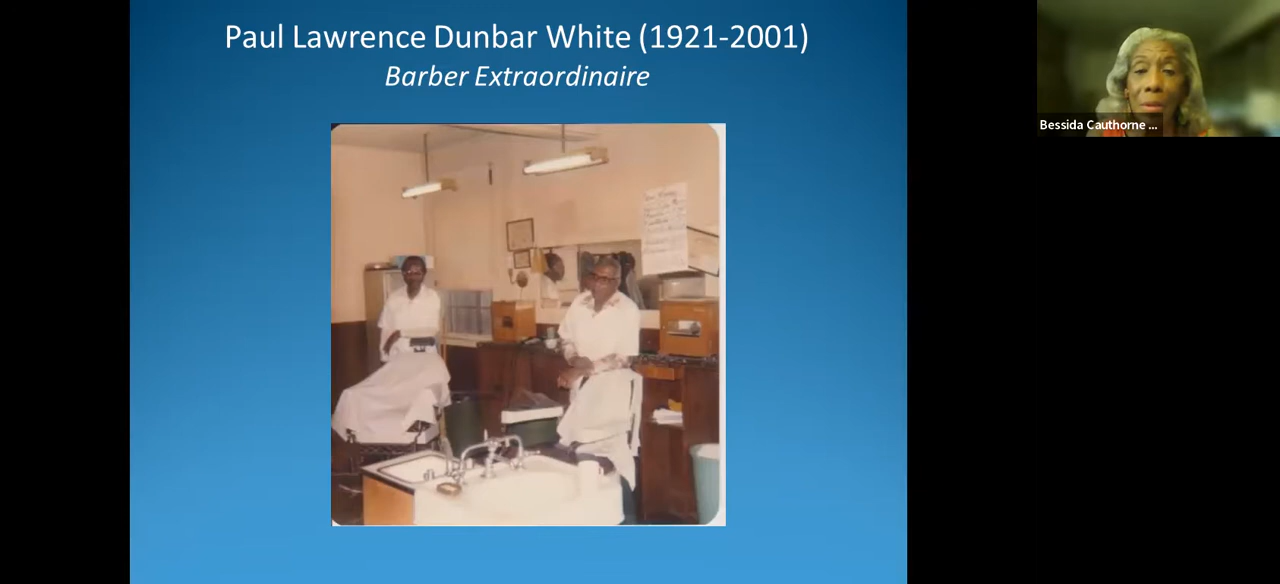 Paul Lawrence Dunbar White (1921-2001)
Barber Extraordinaire
Bessida Cauthorne ...